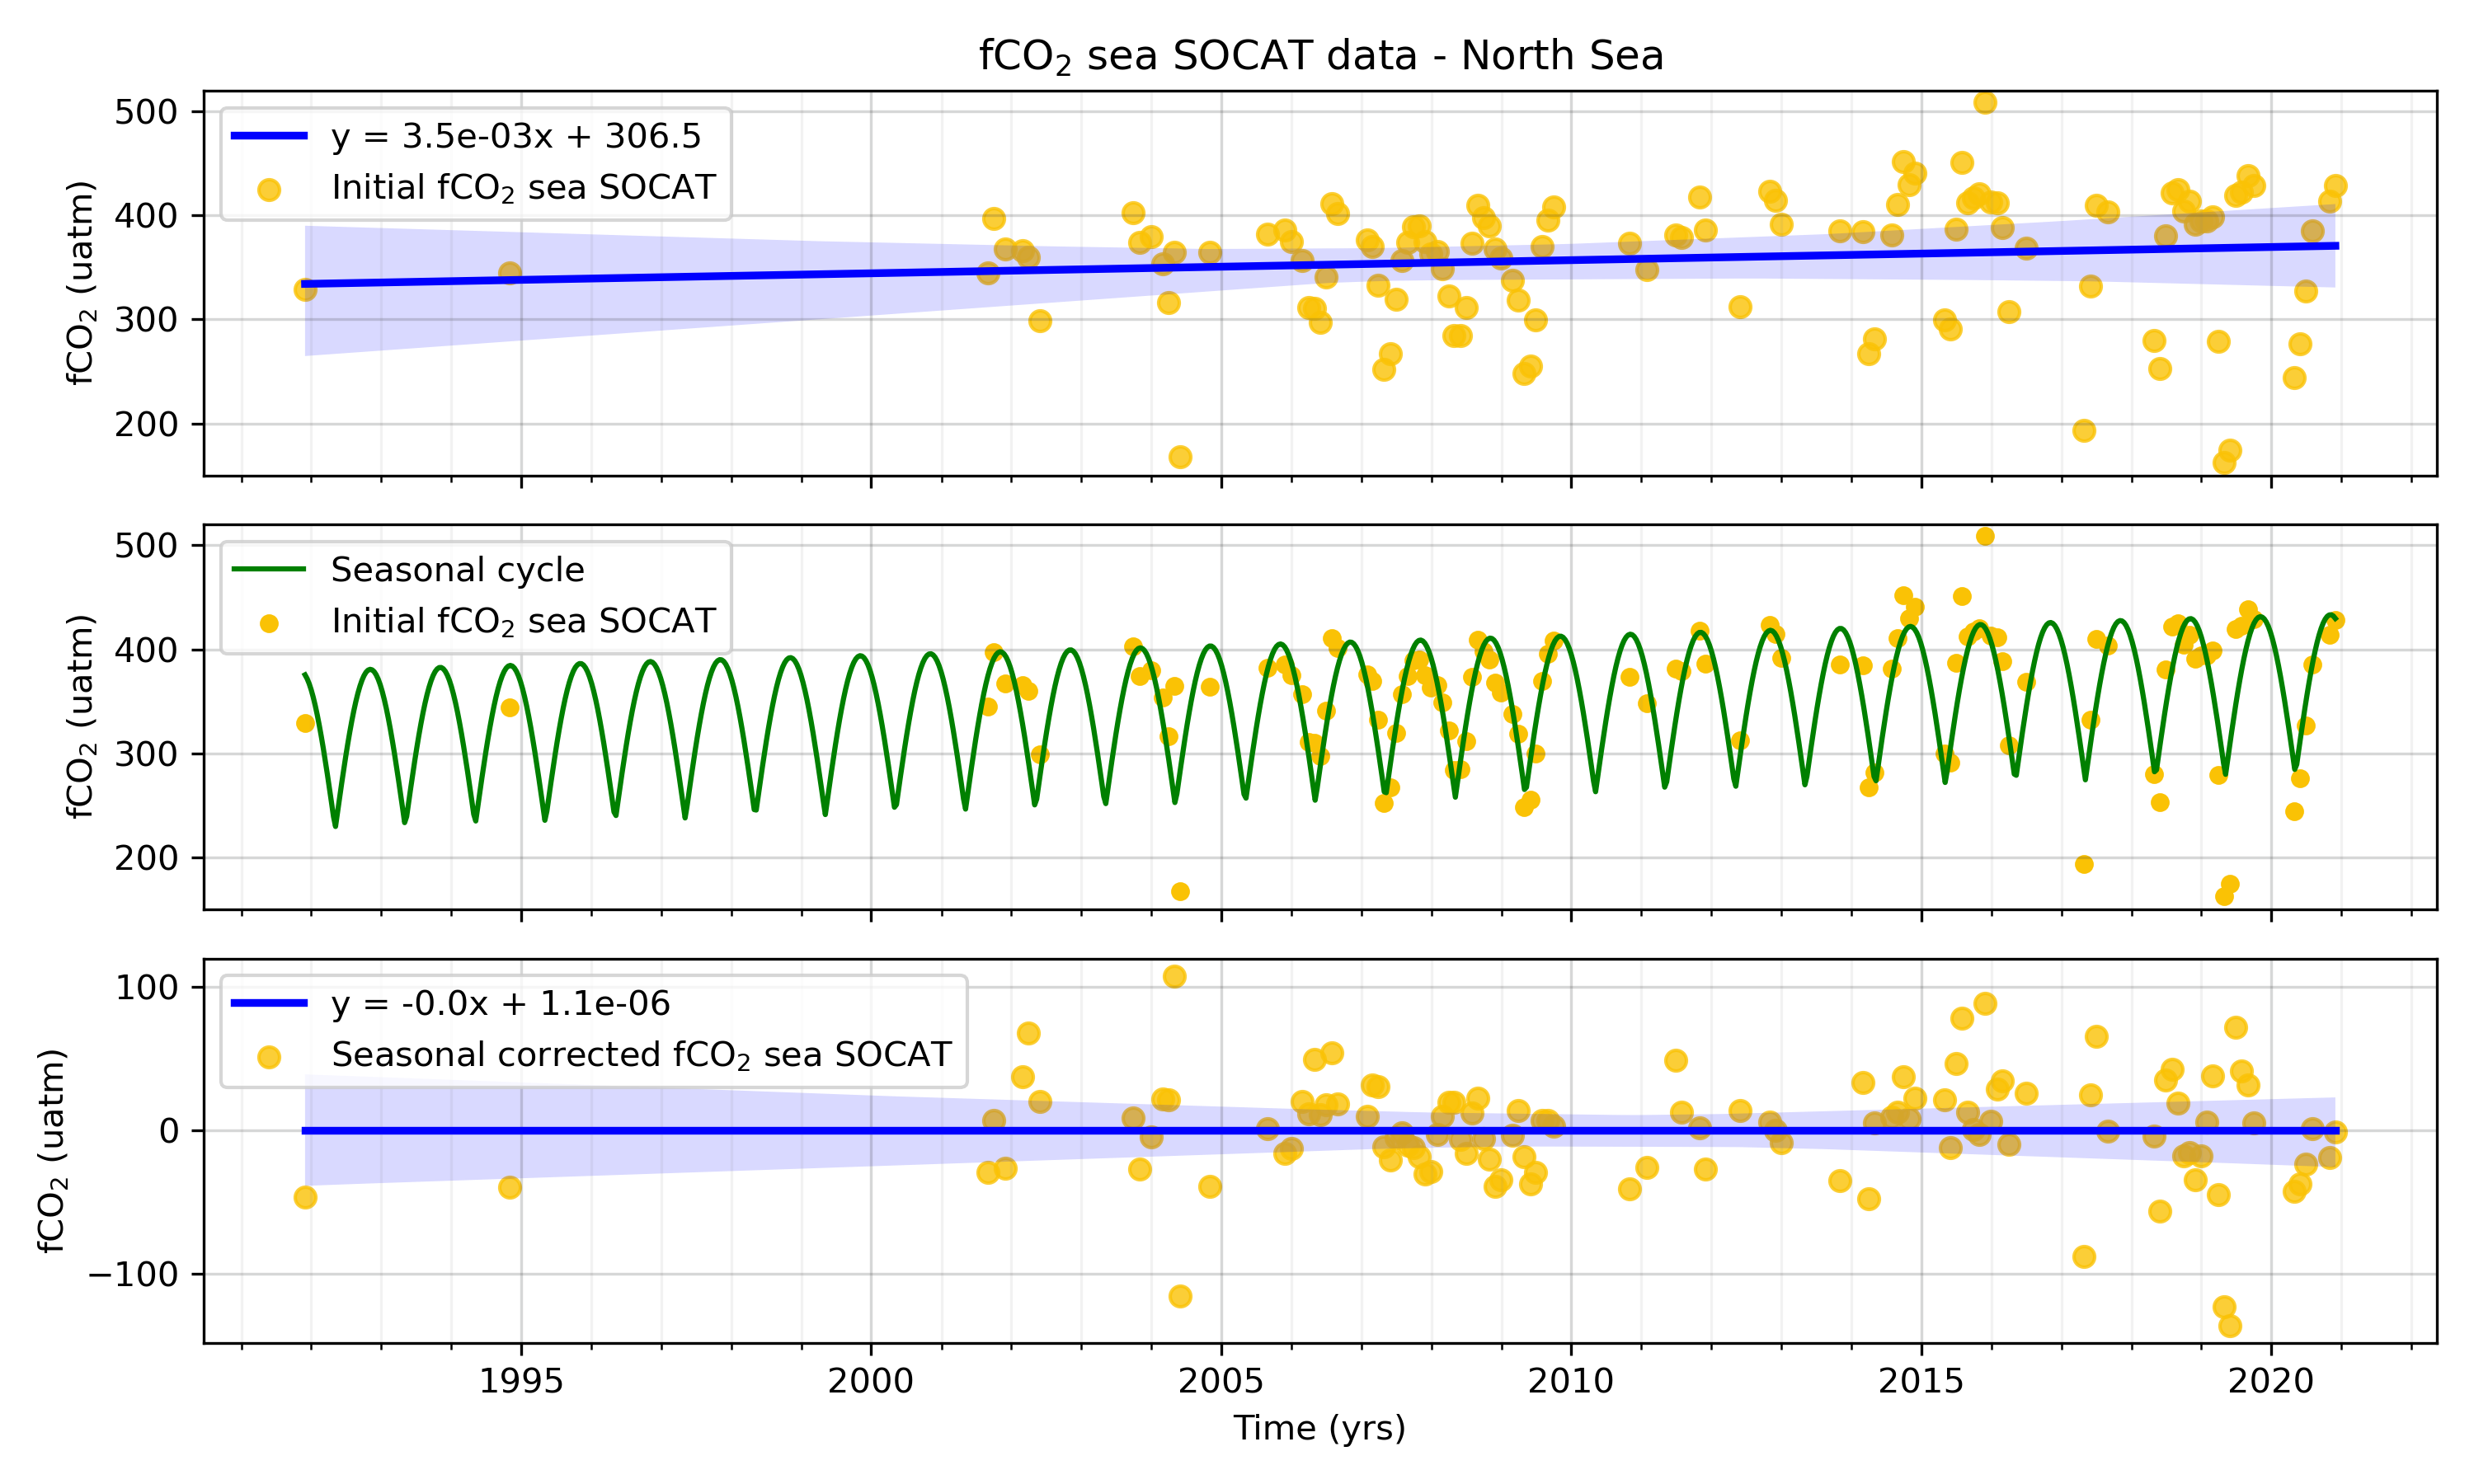 fCO₂ sea SOCAT data - North Sea
500
400
300
200
fCO₂ (uatm)
y = 3.5e-03x + 306.5
Initial fCO₂ sea SOCAT
500
400
300
200
fCO₂ (uatm)
Seasonal cycle
Initial fCO₂ sea SOCAT
100
0
−100
fCO₂ (uatm)
y = -0.0x + 1.1e-06
Seasonal corrected fCO₂ sea SOCAT
1995 2000 2005 2010 2015 2020
Time (yrs)